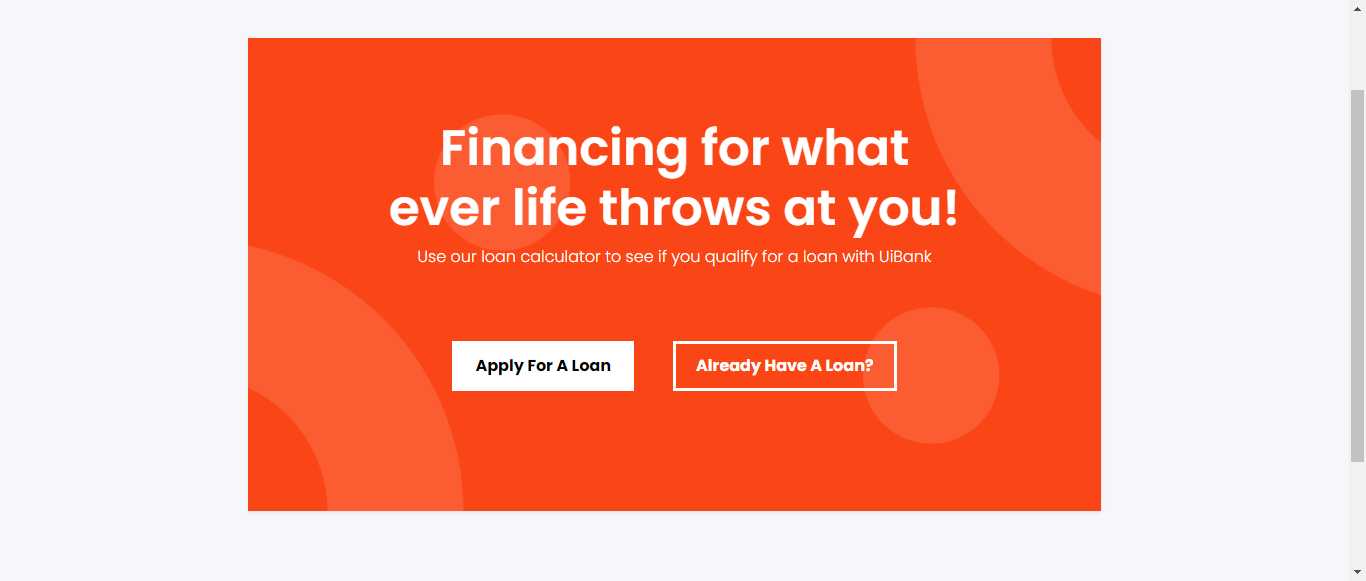 Financing for what
ever life throws at you!
Use our loan calculator to see if you qualify for a loan with UiBank
Apply For A Loan
Already Have A Loan?